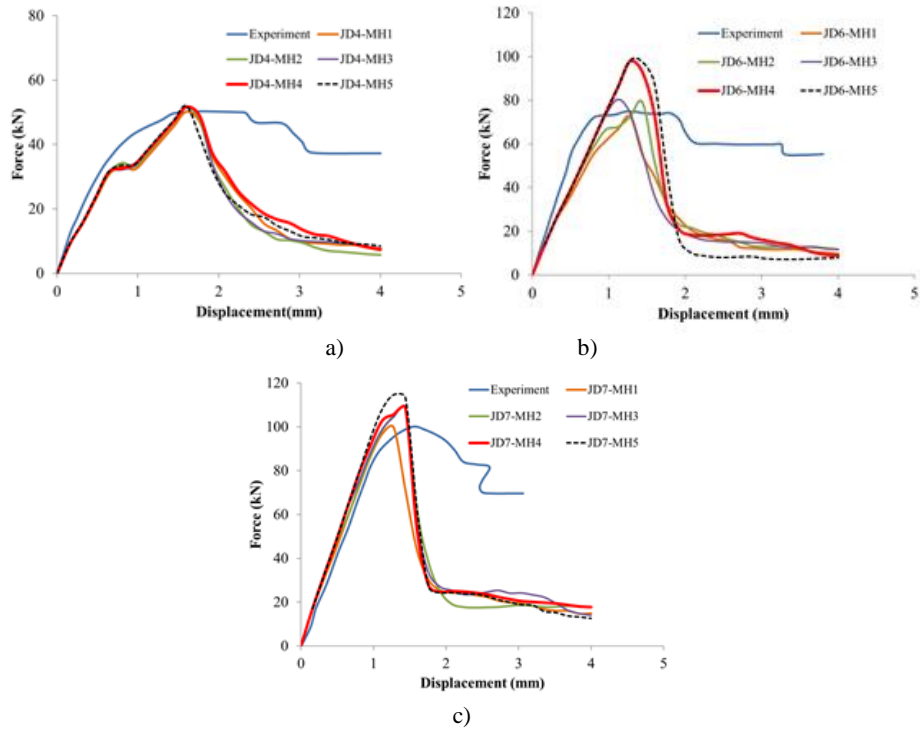 a)
Experiment JD4-MH1
JD4-MH2 JD4-MH3
JD4-MH4 JD4-MH5
Force (kN)
80
60
40
20
0
0 1 2 3 4 5
Displacement(mm)
b)
Experiment JD6-MH1
JD6-MH2 JD6-MH3
JD6-MH4 JD6-MH5
Force (kN)
120
100
80
60
40
20
0
0 1 2 3 4 5
Displacement (mm)
a) b)
Experiment JD7-MH1
JD7-MH2 JD7-MH3
JD7-MH4 JD7-MH5
Force (kN)
120
100
80
60
40
20
0
0 1 2 3 4 5
Displacement (mm)
c)